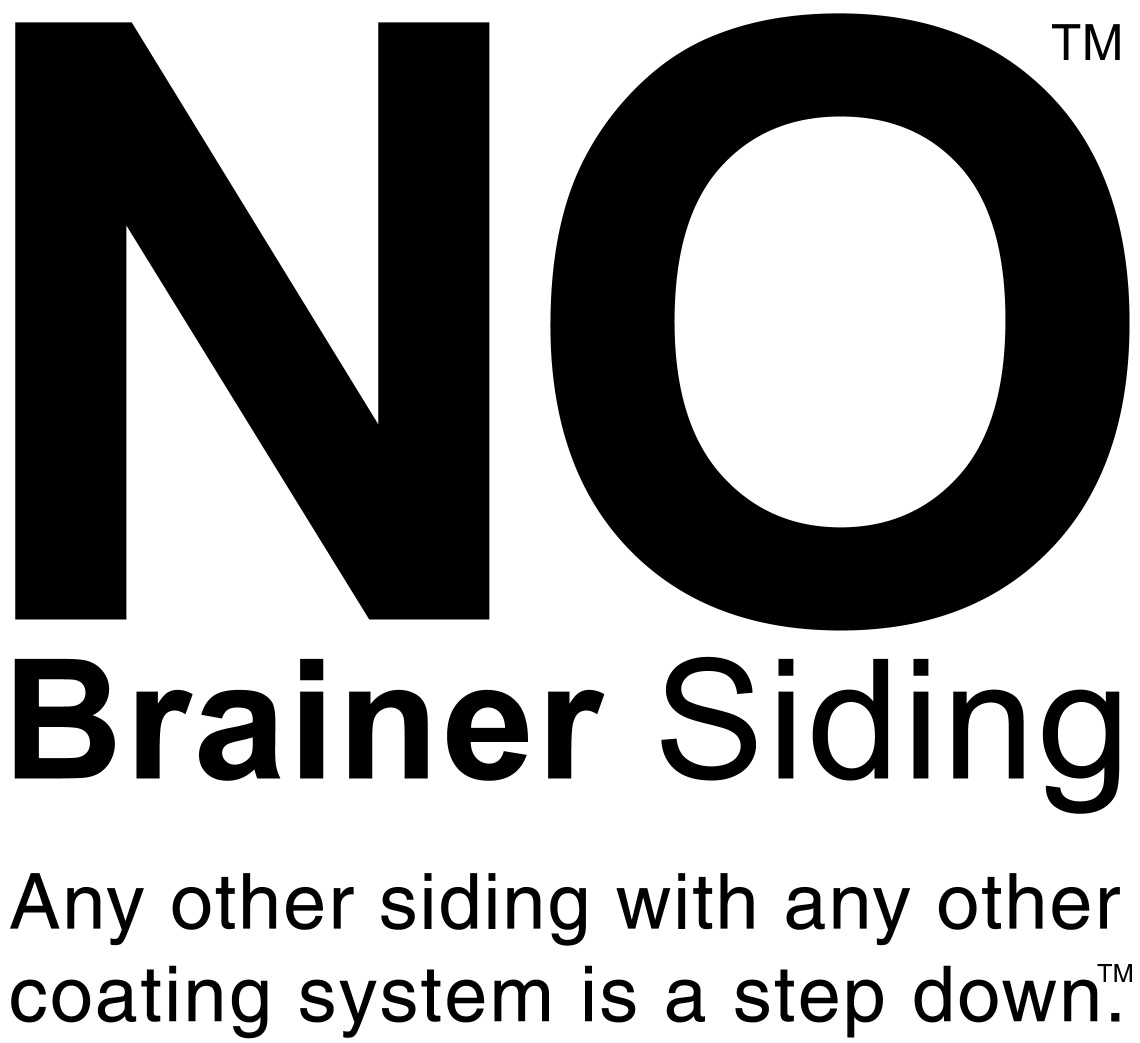 NO™
Brainer Siding
Any other siding with any other
coating system is a step down.™